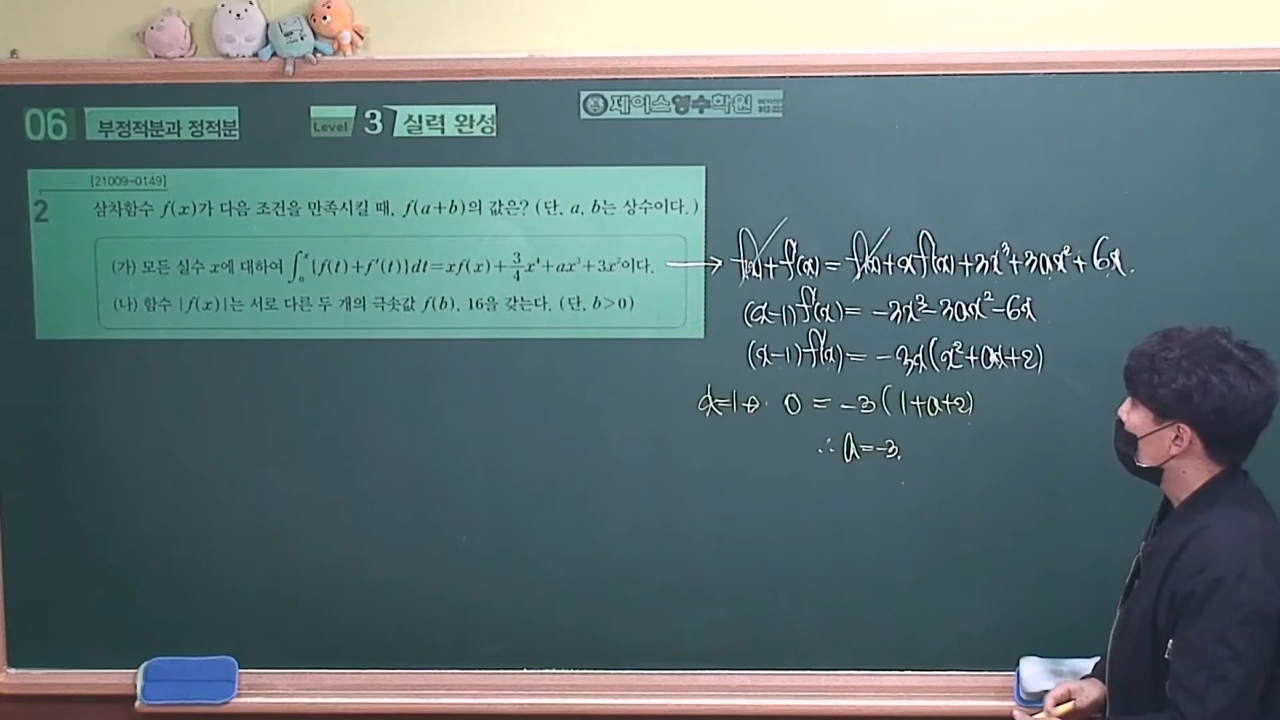 06 부정적분과 정적분 Level 3 실력 완성
제이스영수학원
[21009-0149]
2 삼차함수 f(x)가 다음 조건을 만족시킬 때, f(a+b)의 값은? (단, a, b는 상수이다.)
(가) 모든 실수 x에 대하여 ∫₀ˣ{f(t)+f′(t)}dt=xf(x)+3/4x⁴+ax³+3x²이다.
(나) 함수 |f(x)|는 서로 다른 두 개의 극솟값 f(b), 16을 갖는다. (단, b>0)
→ f(x)+f′(x)=f(x)+xf′(x)+3x³+3ax²+6x.
(x-1)f′(x)= -3x³-3ax²-6x
(x-1)f′(x)= -3x(x²+ax+2)
x=1⇒ 0 = -3(1+a+2)
∴ a=-3.